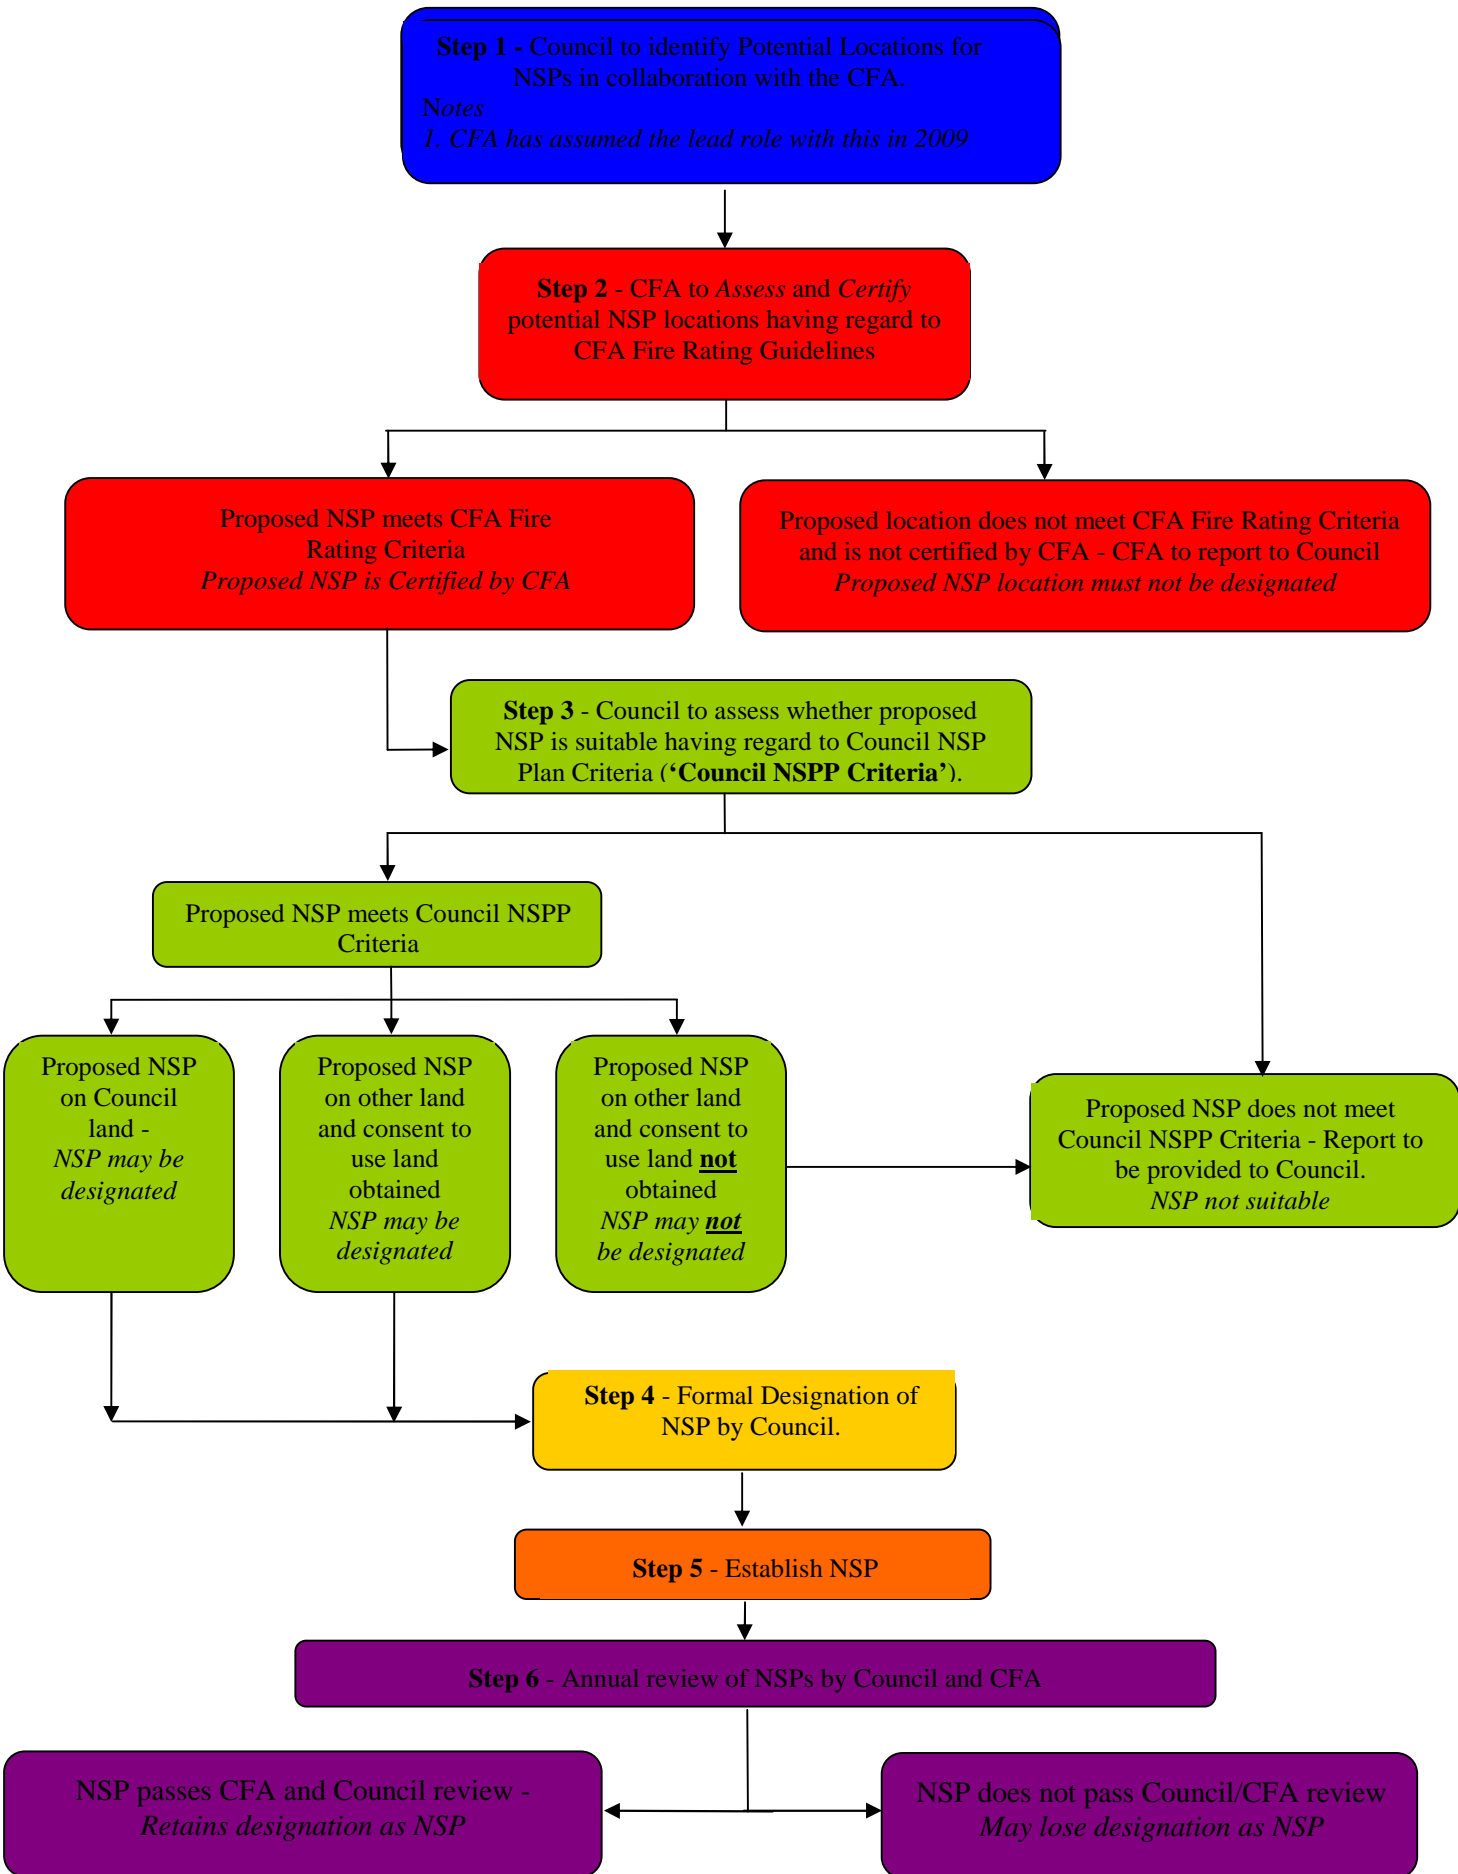 Step 1 - Council to identify Potential Locations for
NSPs in collaboration with the CFA.
Notes
1. CFA has assumed the lead role with this in 2009
Step 2 - CFA to Assess and Certify
potential NSP locations having regard to
CFA Fire Rating Guidelines
Proposed NSP meets CFA Fire
Rating Criteria
Proposed NSP is Certified by CFA
Proposed location does not meet CFA Fire Rating Criteria
and is not certified by CFA - CFA to report to Council
Proposed NSP location must not be designated
Step 3 - Council to assess whether proposed
NSP is suitable having regard to Council NSP
Plan Criteria (‘Council NSPP Criteria’).
Proposed NSP meets Council NSPP
Criteria
Proposed NSP
on Council
land -
NSP may be
designated
Proposed NSP
on other land
and consent to
use land
obtained
NSP may be
designated
Proposed NSP
on other land
and consent to
use land not
obtained
NSP may not
be designated
Proposed NSP does not meet
Council NSPP Criteria - Report to
be provided to Council.
NSP not suitable
Step 4 - Formal Designation of
NSP by Council.
Step 5 - Establish NSP
Step 6 - Annual review of NSPs by Council and CFA
NSP passes CFA and Council review -
Retains designation as NSP
NSP does not pass Council/CFA review
May lose designation as NSP